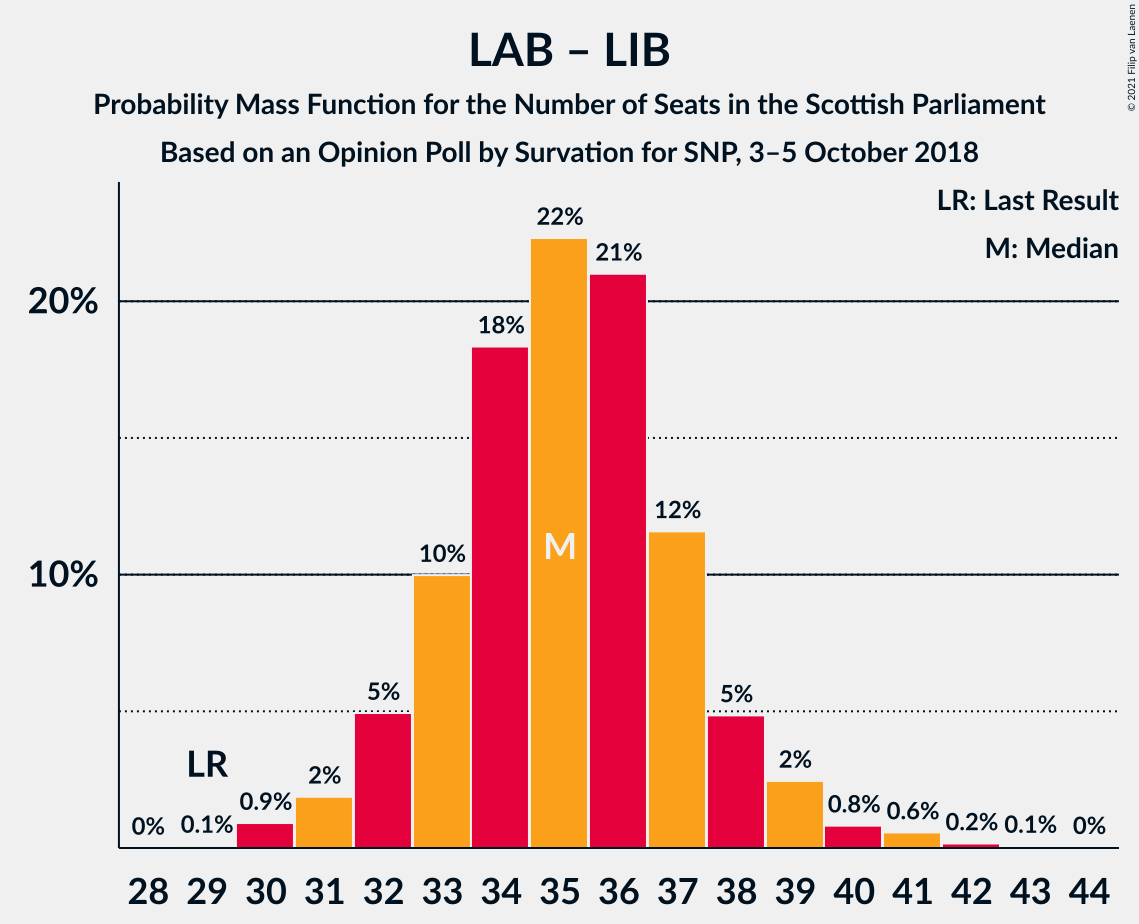 LAB – LIB
Probability Mass Function for the Number of Seats in the Scottish Parliament
Based on an Opinion Poll by Survation for SNP, 3–5 October 2018
© 2021 Filip van Laenen
LR: Last Result
M: Median
20%
10%
0%
0.1%
0.9%
2%
5%
10%
18%
22%
21%
12%
5%
2%
0.8%
0.6%
0.2%
0.1%
0%
LR
M
28 29 30 31 32 33 34 35 36 37 38 39 40 41 42 43 44